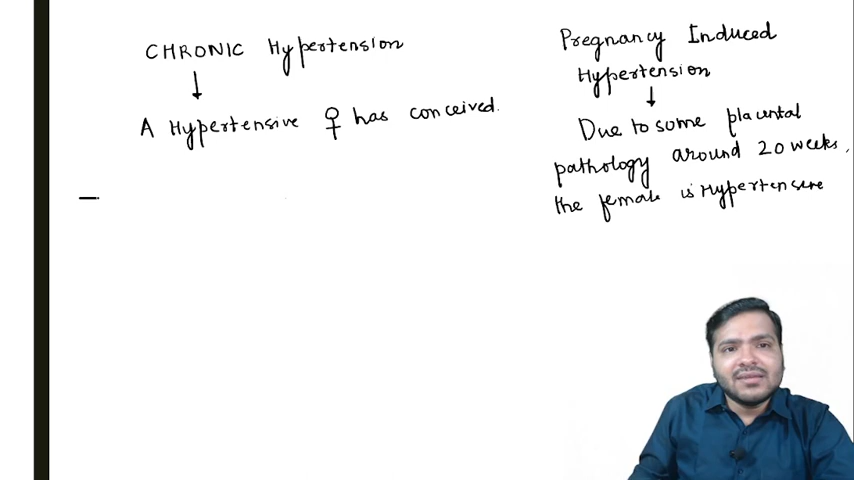 CHRONIC Hypertension
↓
A Hypertensive ♀ has conceived.
Pregnancy Induced
Hypertension
↓
Due to some placental
pathology around 20 weeks,
the female is Hypertensive